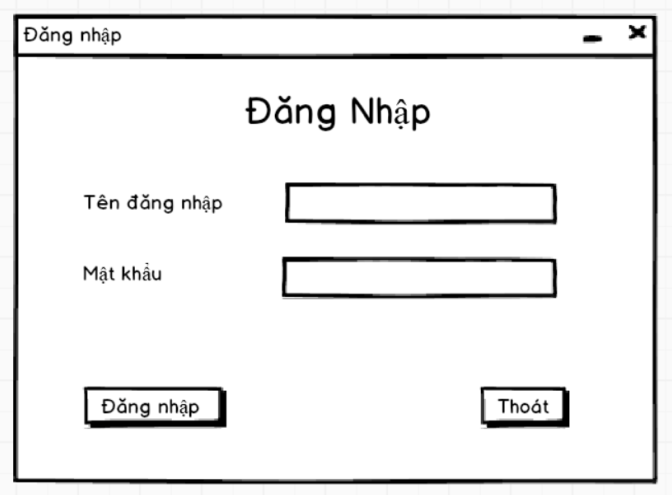 Đăng nhập
Đăng Nhập
Tên đăng nhập
Mật khẩu
Đăng nhập
Thoát